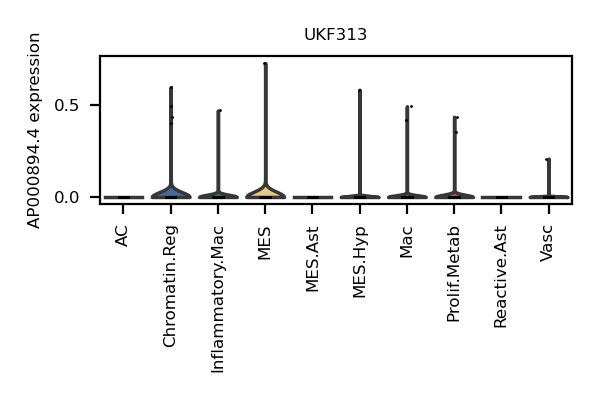 UKF313
AP000894.4 expression
0.5
0.0
AC
Chromatin.Reg
Inflammatory.Mac
MES
MES.Ast
MES.Hyp
Mac
Prolif.Metab
Reactive.Ast
Vasc